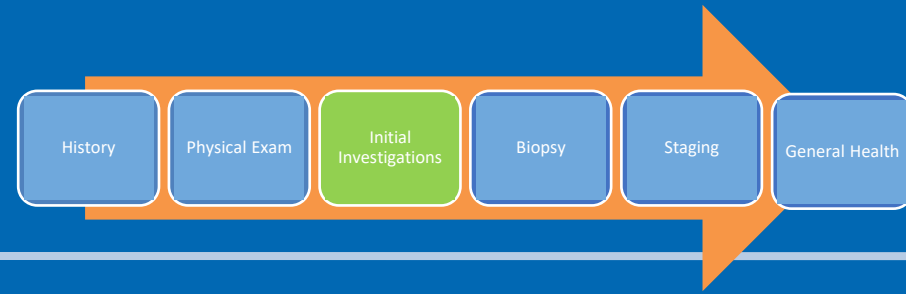 History
Physical Exam
Initial
Investigations
Biopsy
Staging
General Health